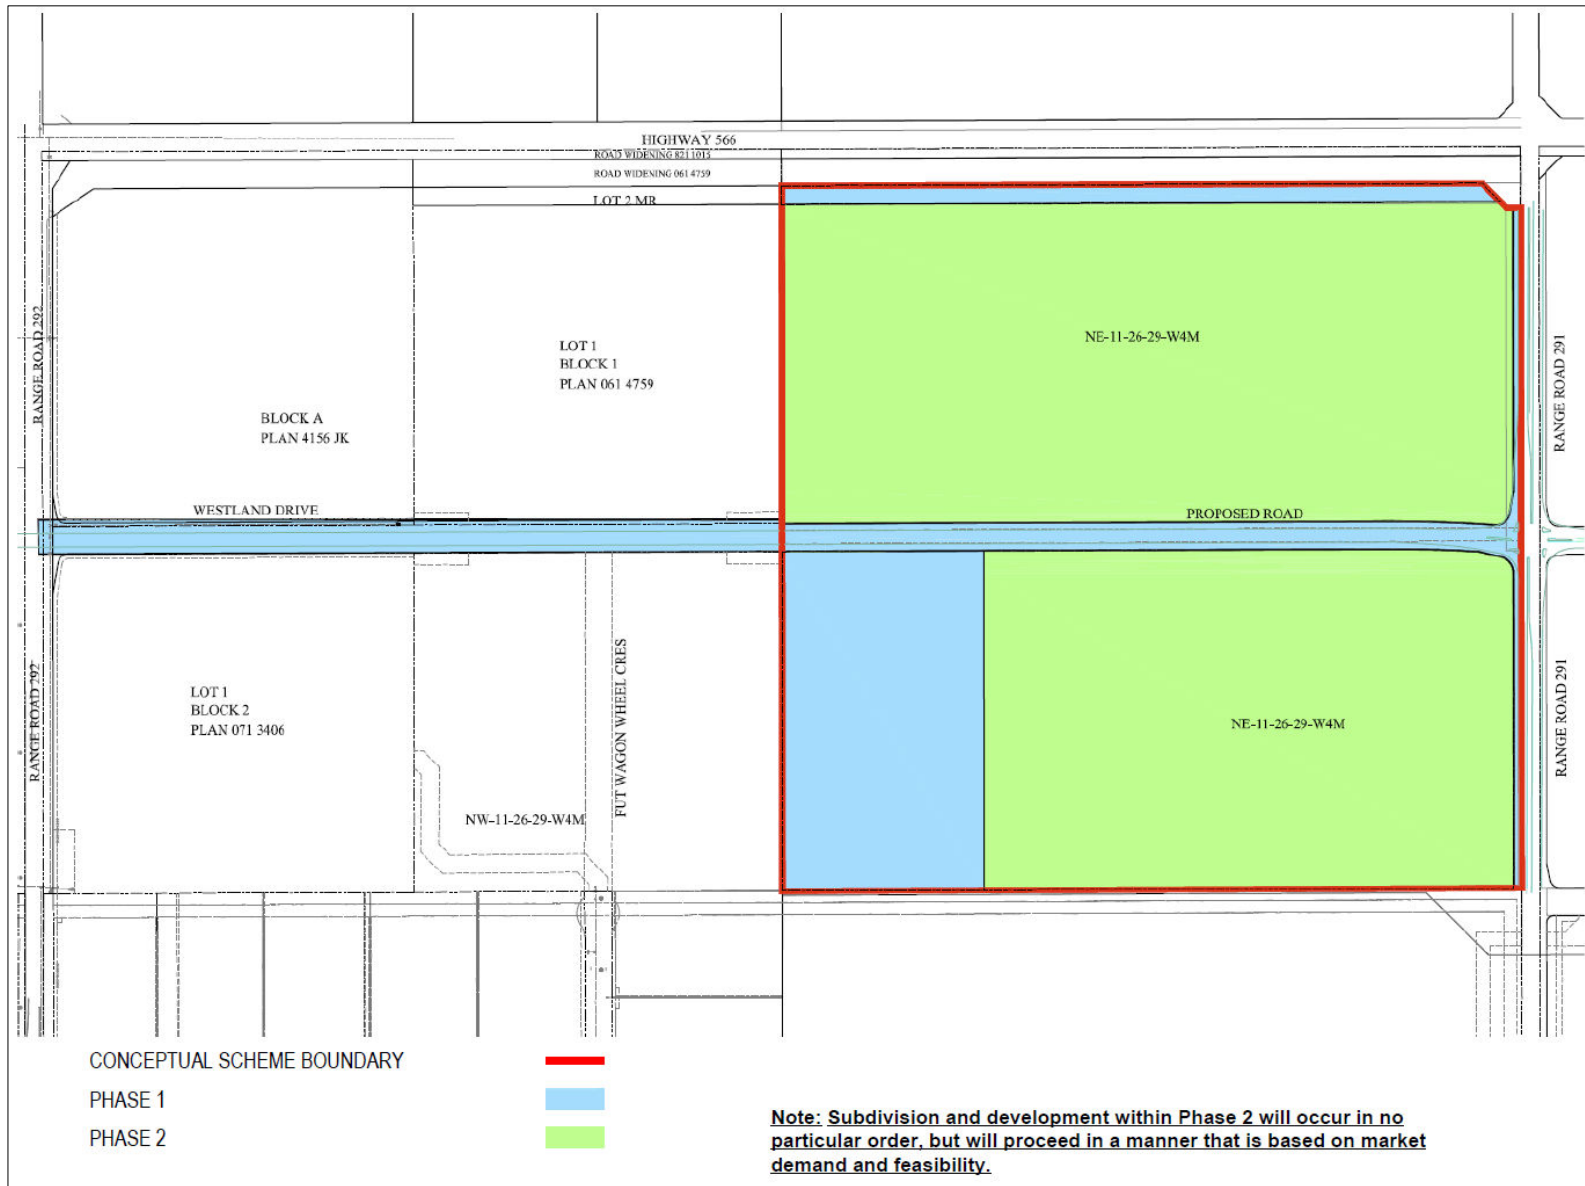 HIGHWAY 566
ROAD WIDENING 821 1015
ROAD WIDENING 061 4759
LOT 2 MR
RANGE ROAD 292
LOT 1
BLOCK 1
PLAN 061 4759
NE-11-26-29-W4M
RANGE ROAD 291
BLOCK A
PLAN 4156 JK
WESTLAND DRIVE
PROPOSED ROAD
RANGE ROAD 292
LOT 1
BLOCK 2
PLAN 071 3406
FUT WAGON WHEEL CRES
NW-11-26-29-W4M
NE-11-26-29-W4M
RANGE ROAD 291
CONCEPTUAL SCHEME BOUNDARY
PHASE 1
PHASE 2
Note: Subdivision and development within Phase 2 will occur in no
particular order, but will proceed in a manner that is based on market
demand and feasibility.